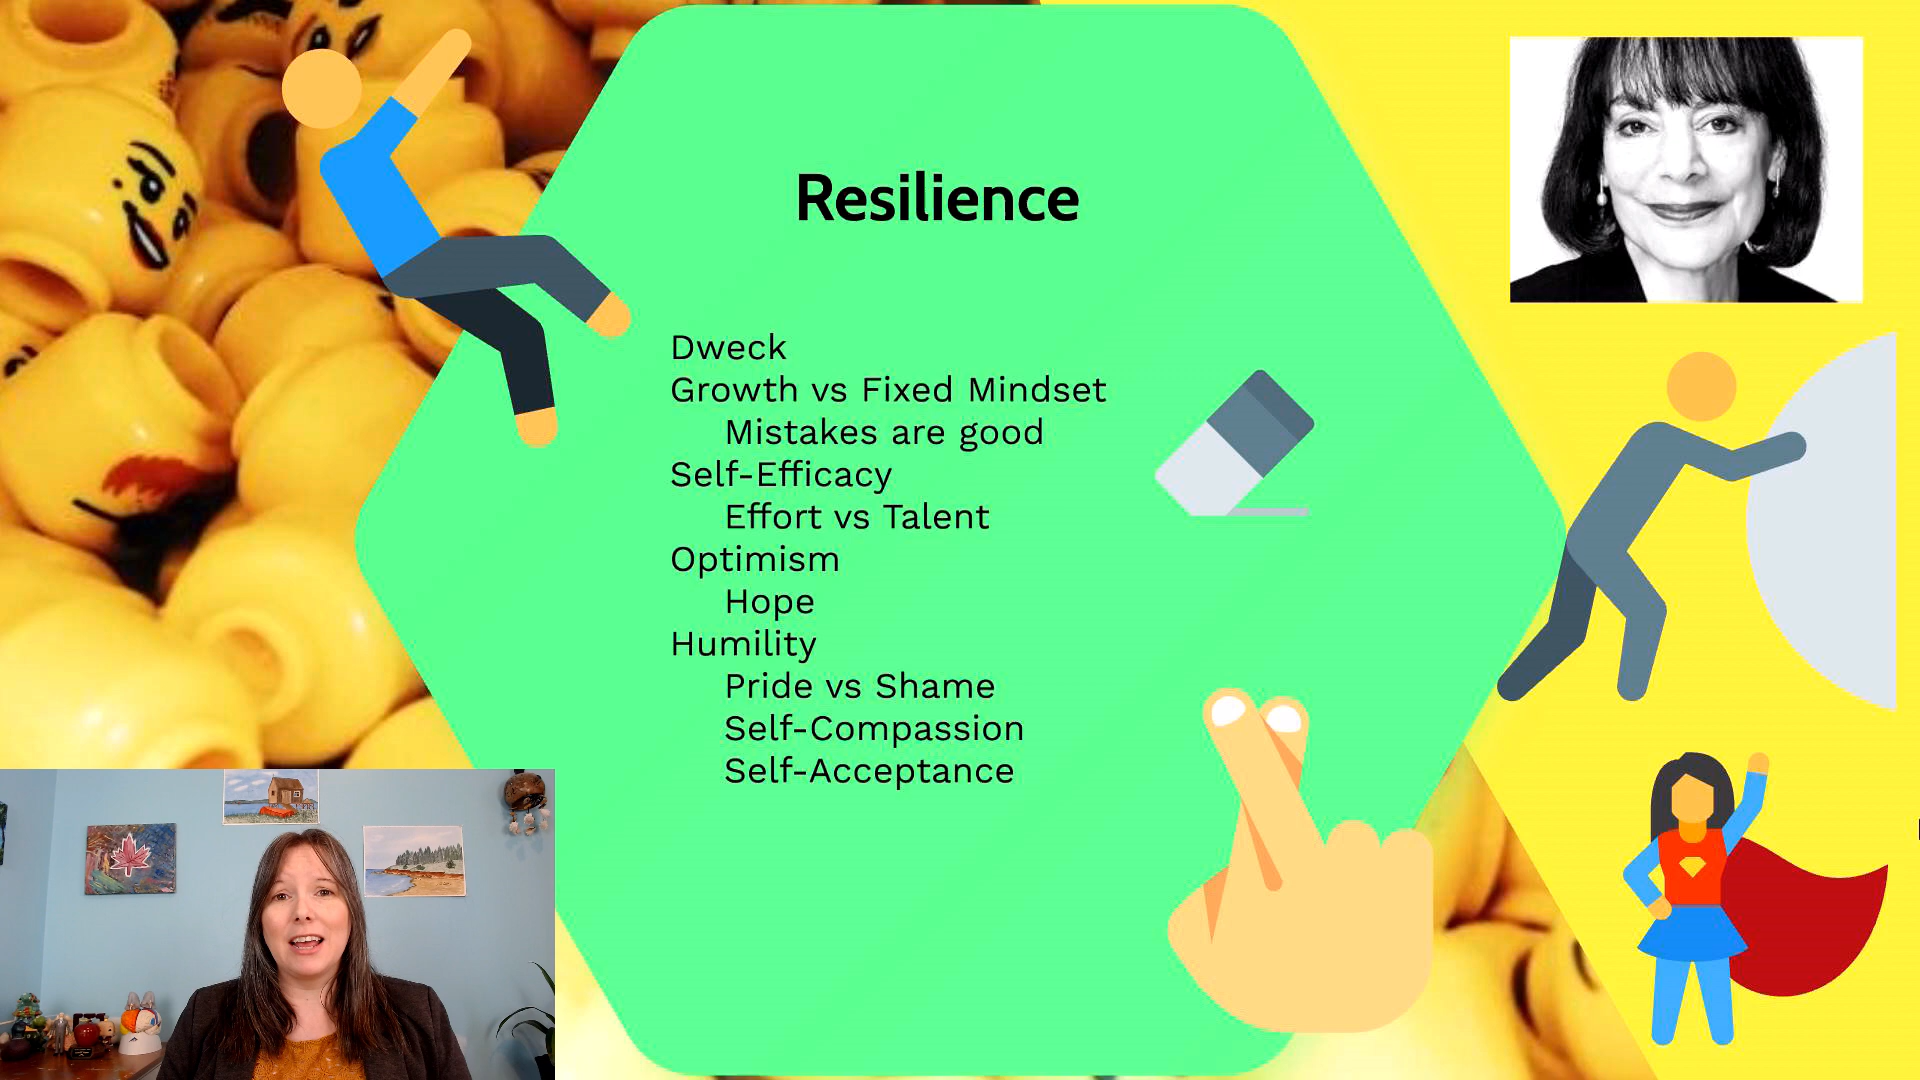 Resilience
Dweck
Growth vs Fixed Mindset
Mistakes are good
Self-Efficacy
Effort vs Talent
Optimism
Hope
Humility
Pride vs Shame
Self-Compassion
Self-Acceptance